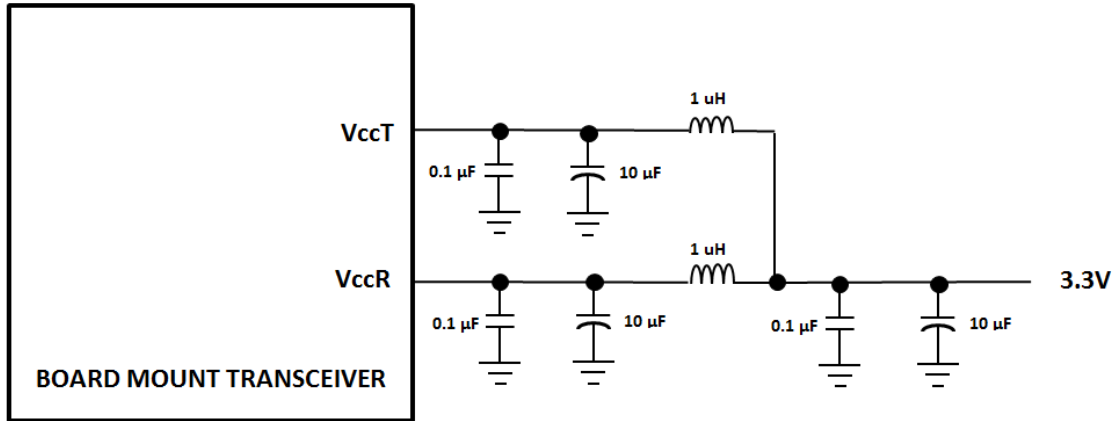 1 uH
VccT
0.1 μF
10 μF
1 uH
VccR
3.3V
0.1 μF
10 μF
0.1 μF
10 μF
BOARD MOUNT TRANSCEIVER